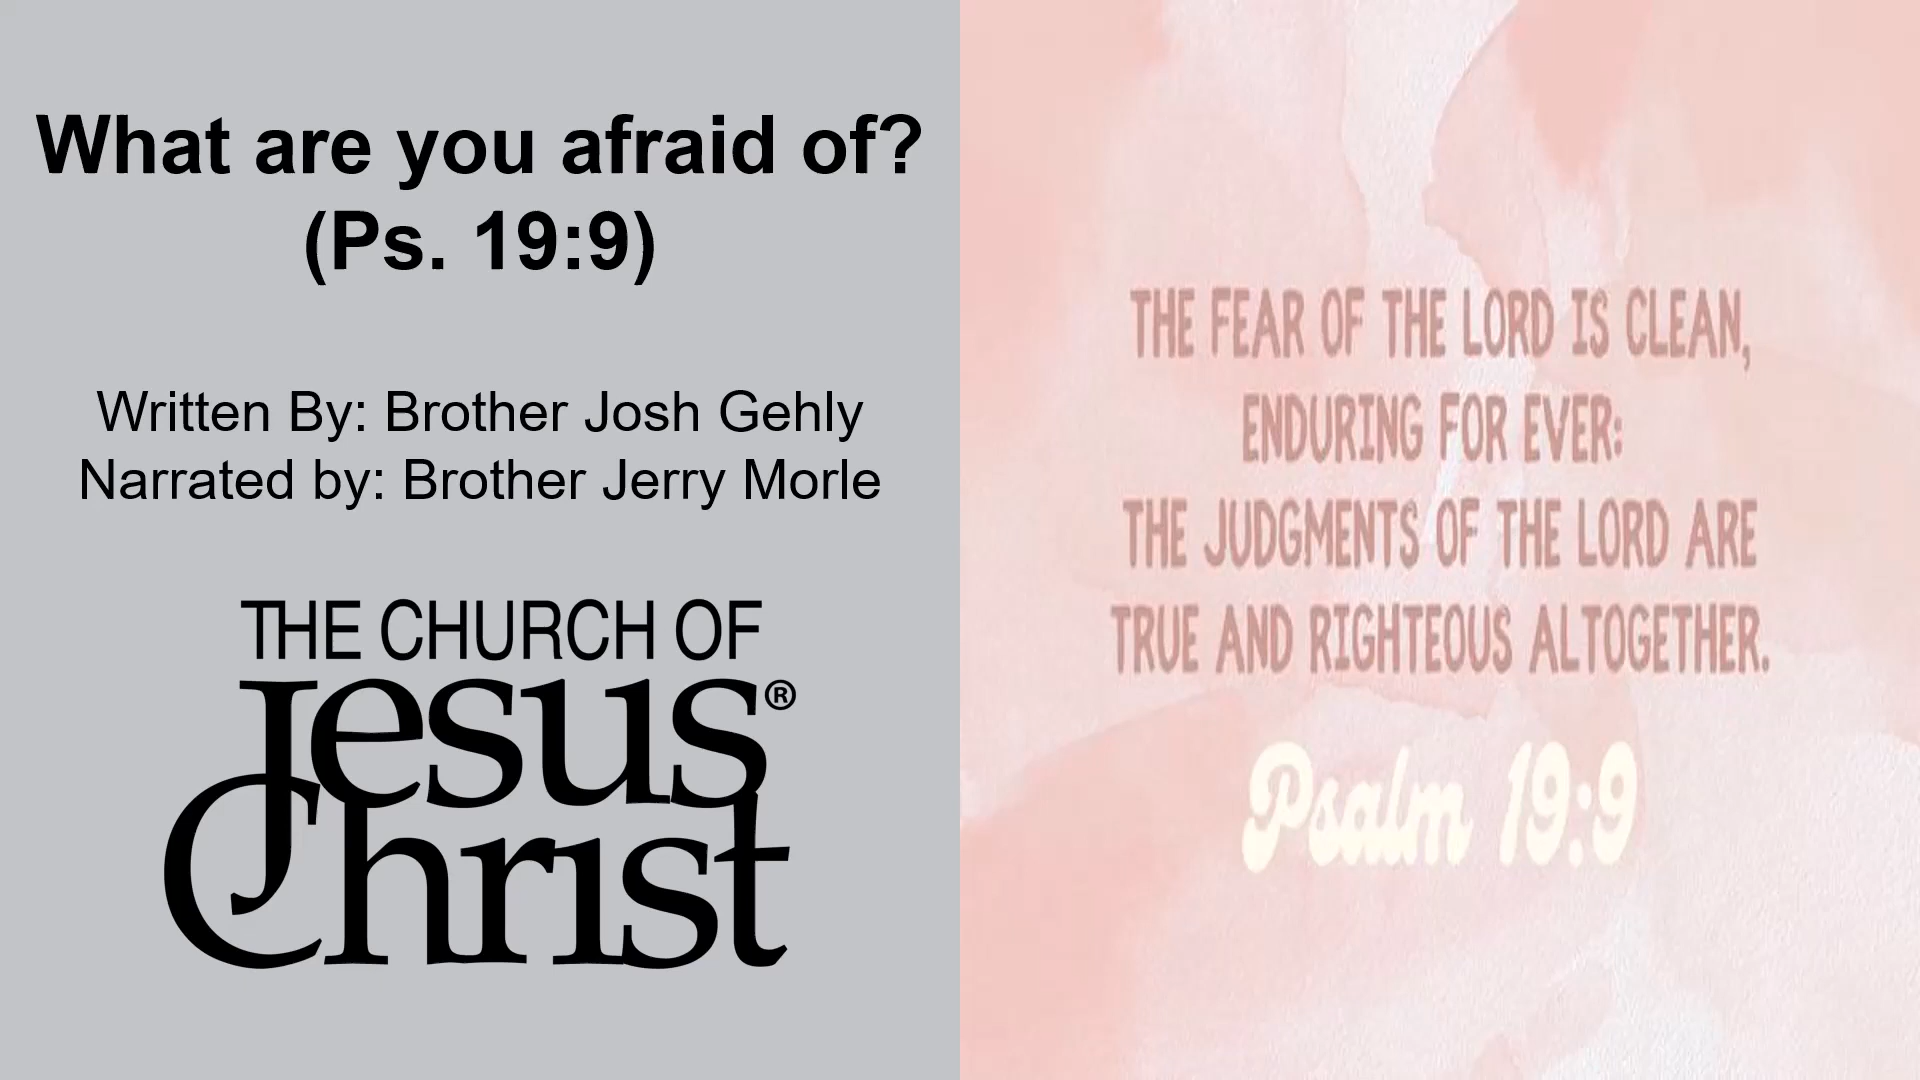 What are you afraid of?
(Ps. 19:9)
Written By: Brother Josh Gehly
Narrated by: Brother Jerry Morle
THE CHURCH OF
Jesus®
Christ
THE FEAR OF THE LORD IS CLEAN,
ENDURING FOR EVER:
THE JUDGMENTS OF THE LORD ARE
TRUE AND RIGHTEOUS ALTOGETHER.
Psalm 19:9